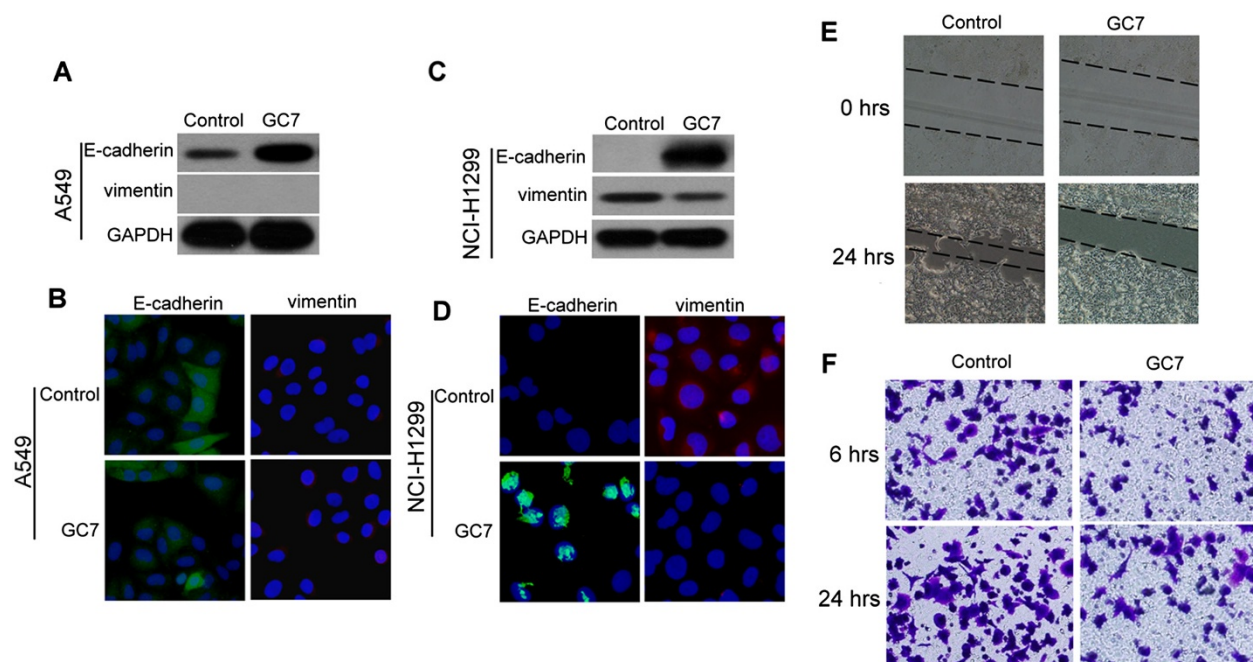 A
Control GC7
E-cadherin
vimentin
GAPDH
A549
B
E-cadherin vimentin
Control
GC7
A549
C
Control GC7
E-cadherin
vimentin
GAPDH
NCI-H1299
D
E-cadherin vimentin
Control
GC7
NCI-H1299
E
Control GC7
0 hrs
24 hrs
F
Control GC7
6 hrs
24 hrs